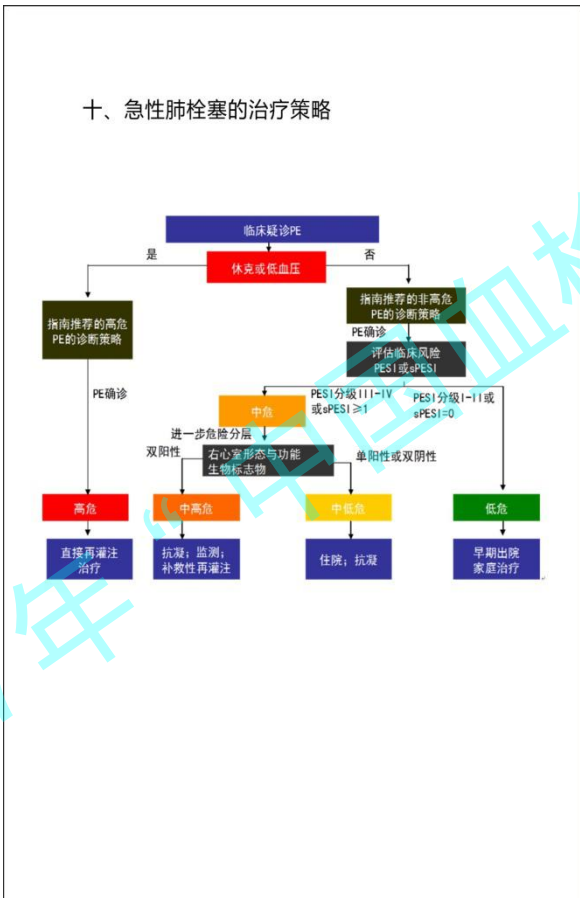 十、急性肺栓塞的治疗策略
临床疑诊PE
是
否
休克或低血压
指南推荐的高危
PE的诊断策略
指南推荐的非高危
PE的诊断策略
PE确诊
评估临床风险
PESI或sPESI
PE确诊
PESI分级III-IV
或sPESI≥1
PESI分级I-II或
sPESI=0
中危
进一步危险分层
双阳性
右心室形态与功能
生物标志物
单阳性或双阴性
高危
中高危
中低危
低危
直接再灌注
治疗
抗凝；监测；
补救性再灌注
住院；抗凝
早期出院
家庭治疗
年“中国血栓